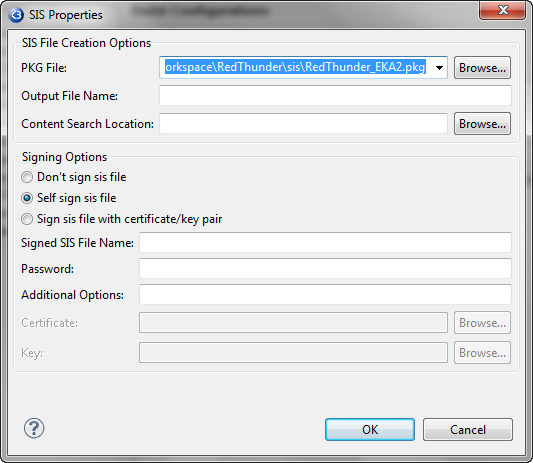 SIS Properties
SIS File Creation Options
PKG File: orkspace\RedThunder\sis\RedThunder_EKA2.pkg Browse...
Output File Name:
Content Search Location: Browse...
Signing Options
Don't sign sis file
Self sign sis file
Sign sis file with certificate/key pair
Signed SIS File Name:
Password:
Additional Options:
Certificate: Browse...
Key: Browse...
? OK Cancel